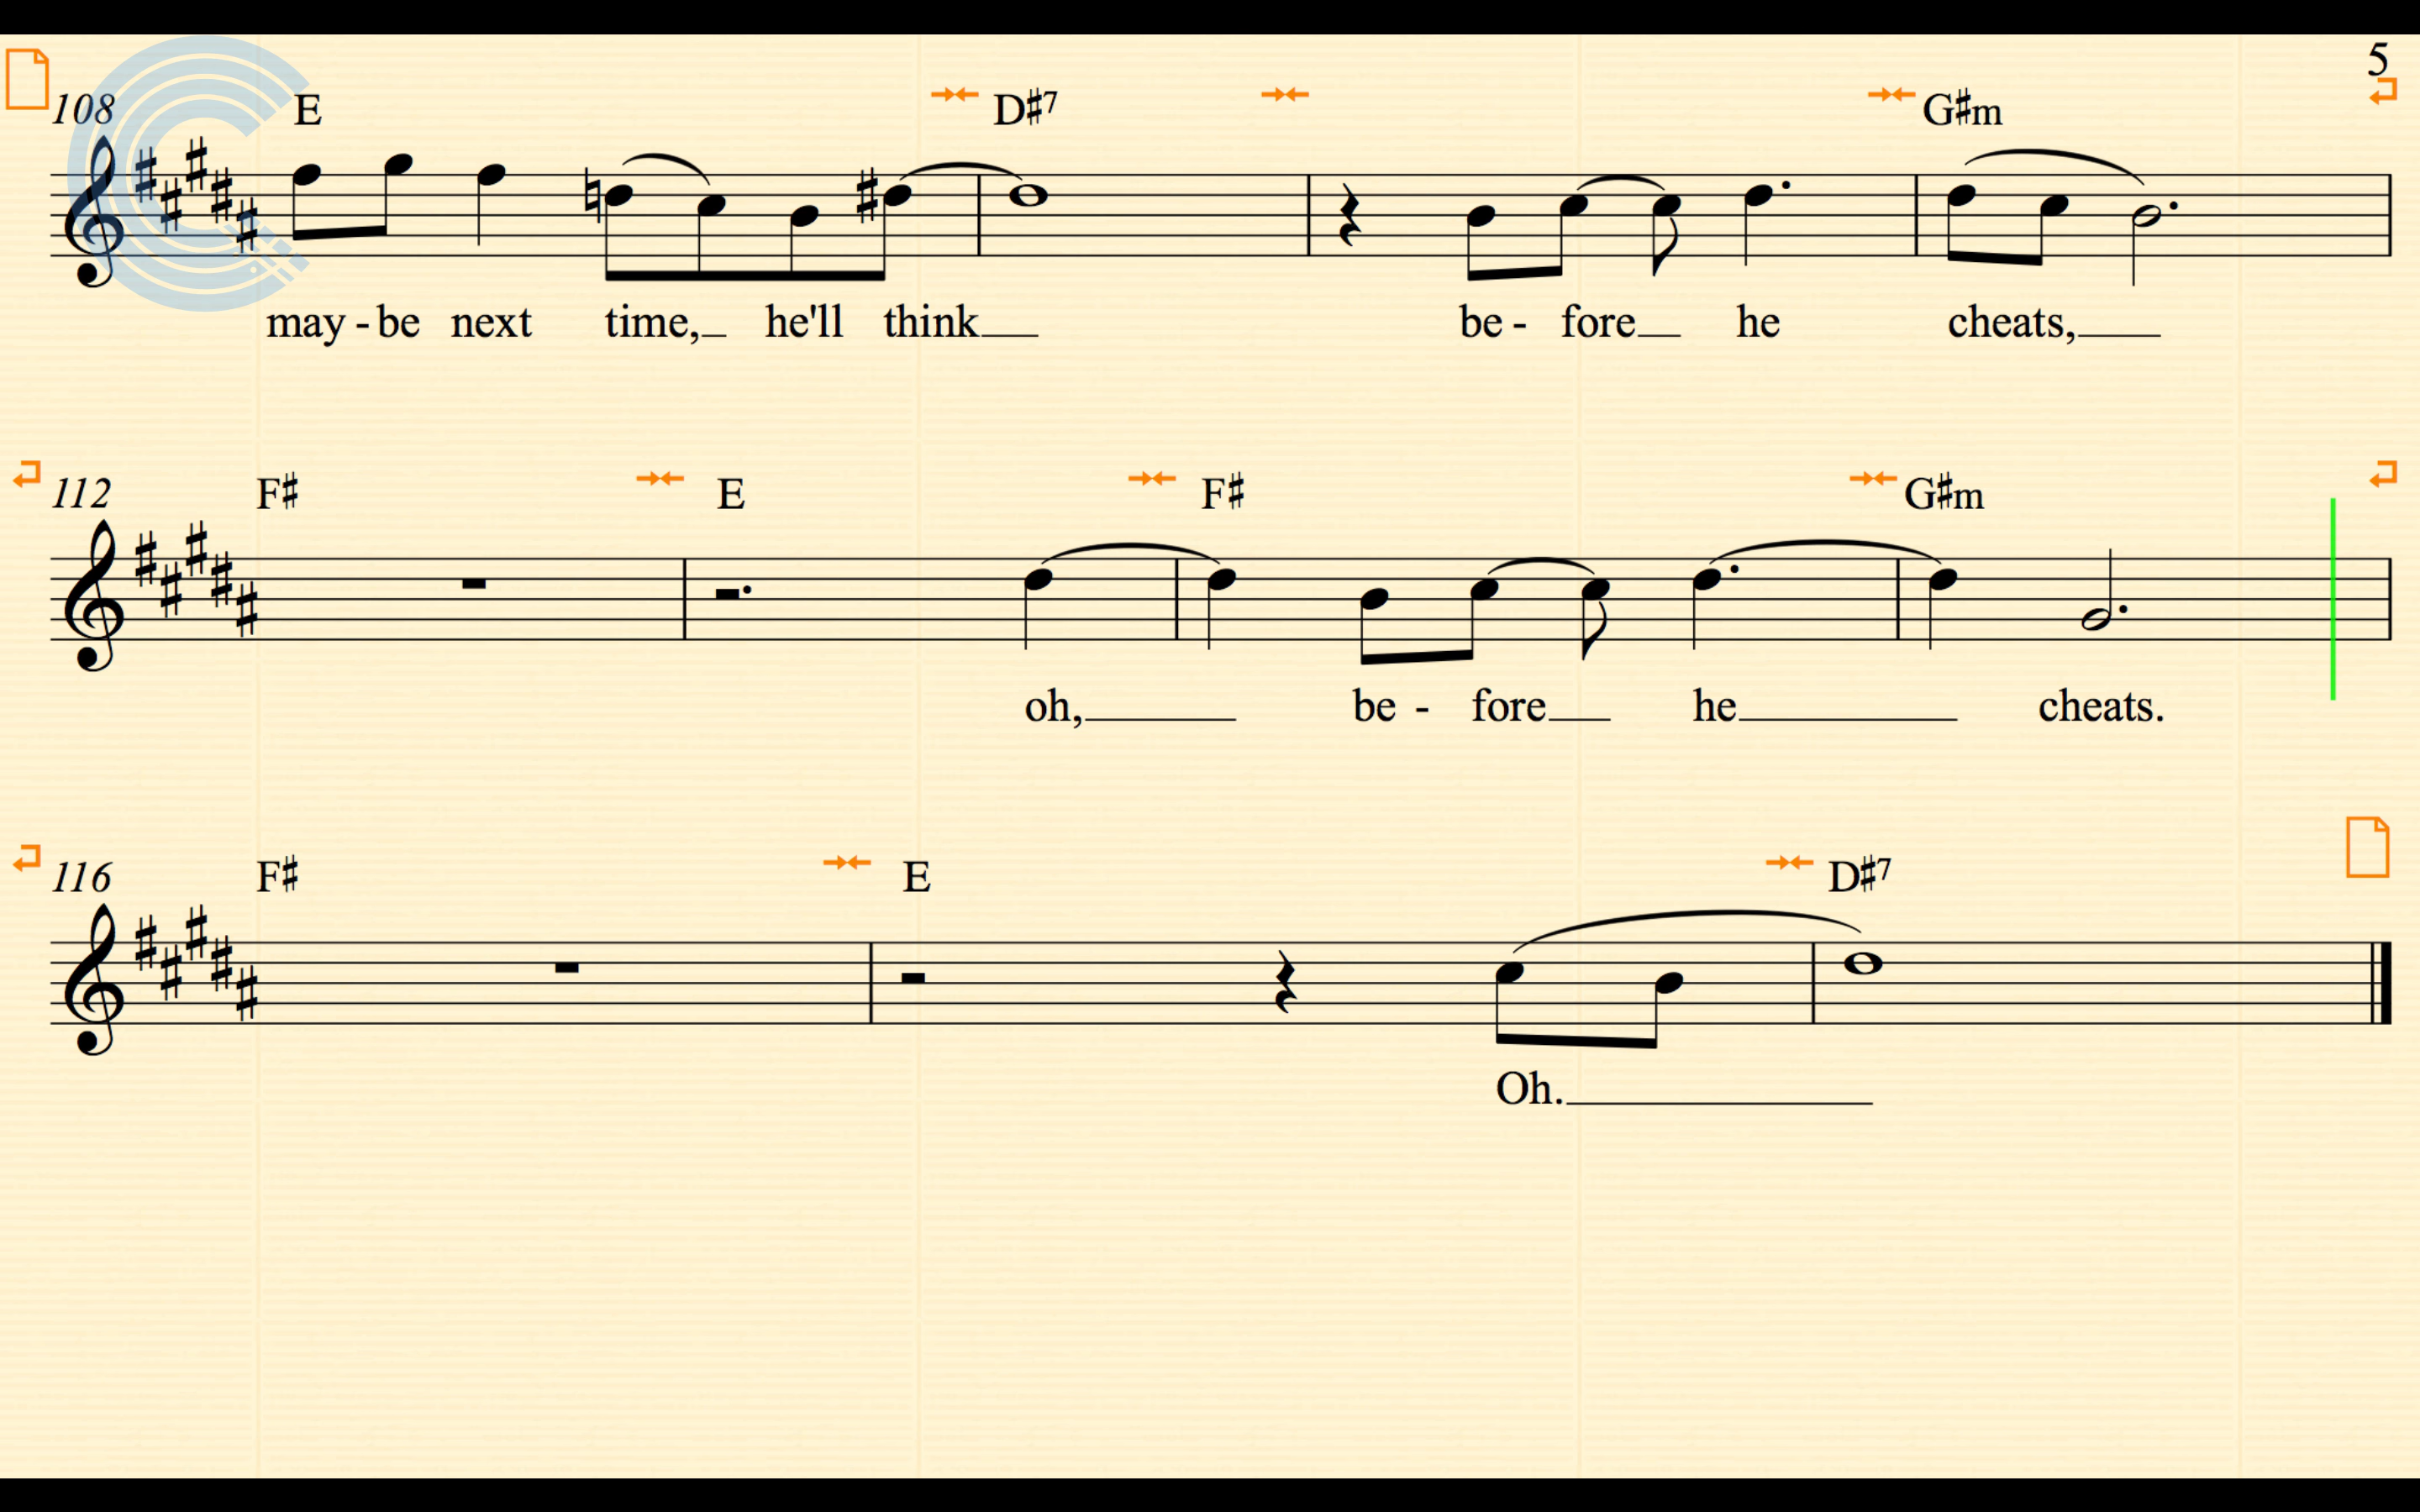 5
108 E D♯7 G♯m
may - be next time, he'll think be - fore he cheats,
112 F♯ E F♯ G♯m
oh, be - fore he cheats.
116 F♯ E D♯7
Oh.